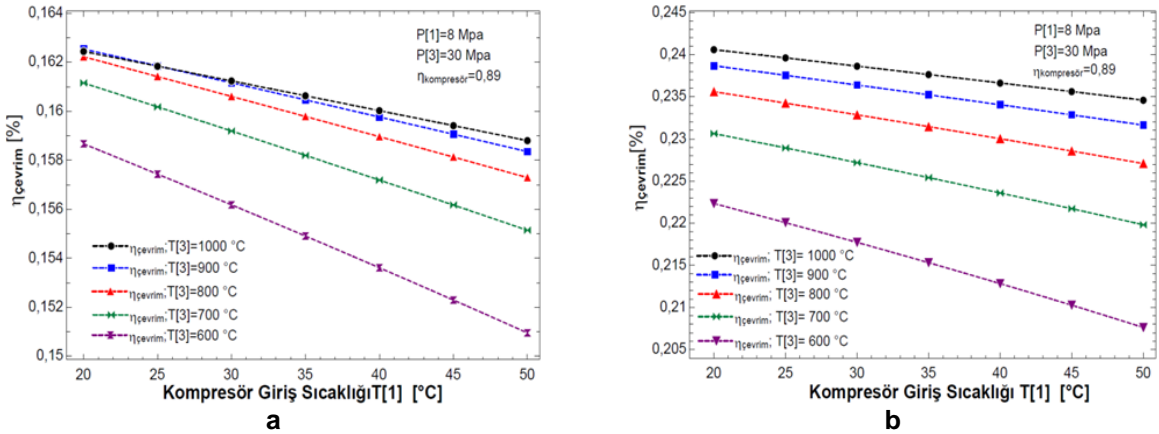 0,164
0,162
0,16
0,158
0,156
0,154
0,152
0,15
ηçevrim[%]
P[1]=8 Mpa
P[3]=30 Mpa
ηkompresör=0,89
ηçevrim;T[3]=1000 °C
ηçevrim;T[3]=900 °C
ηçevrim;T[3]=800 °C
ηçevrim;T[3]=700 °C
ηçevrim;T[3]=600 °C
20 25 30 35 40 45 50
Kompresör Giriş SıcaklığıT[1] [°C]
a
0,245
0,24
0,235
0,23
0,225
0,22
0,215
0,21
0,205
ηçevrim[%]
P[1]=8 Mpa
P[3]=30 Mpa
ηkompresör=0,89
ηçevrim; T[3]= 1000 °C
ηçevrim; T[3]= 900 °C
ηçevrim; T[3]= 800 °C
ηçevrim; T[3]= 700 °C
ηçevrim; T[3]= 600 °C
20 25 30 35 40 45 50
Kompresör Giriş Sıcaklığı T[1] [°C]
b